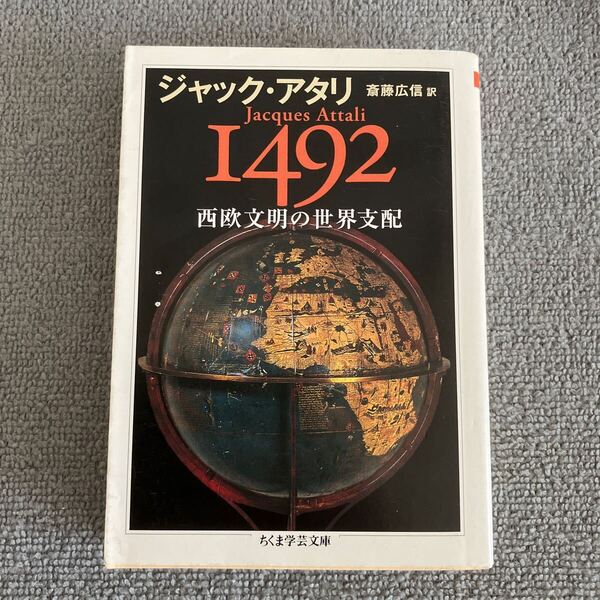 ジャック・アタリ 斎藤広信 訳
Jacques Attali
1492
西欧文明の世界支配
ちくま学芸文庫